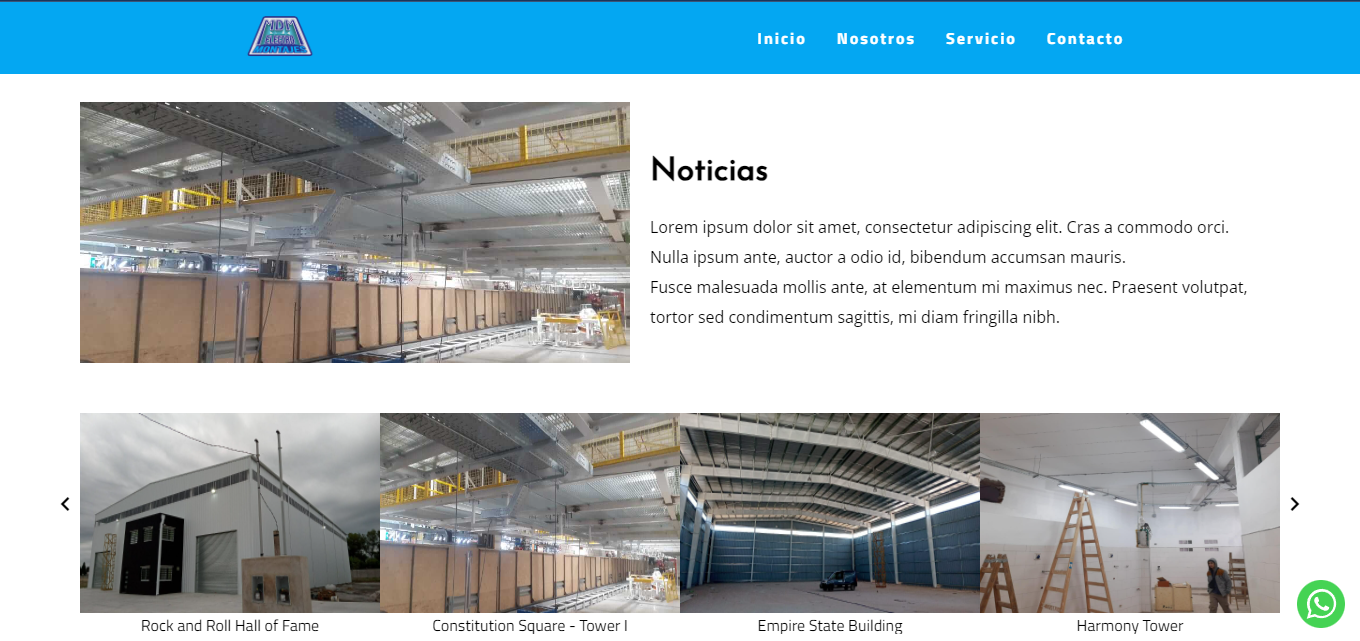 MDM
ELECTRO
MONTAJES
Inicio Nosotros Servicio Contacto
Noticias
Lorem ipsum dolor sit amet, consectetur adipiscing elit. Cras a commodo orci.
Nulla ipsum ante, auctor a odio id, bibendum accumsan mauris.
Fusce malesuada mollis ante, at elementum mi maximus nec. Praesent volutpat,
tortor sed condimentum sagittis, mi diam fringilla nibh.
Rock and Roll Hall of Fame
Constitution Square - Tower I
Empire State Building
Harmony Tower